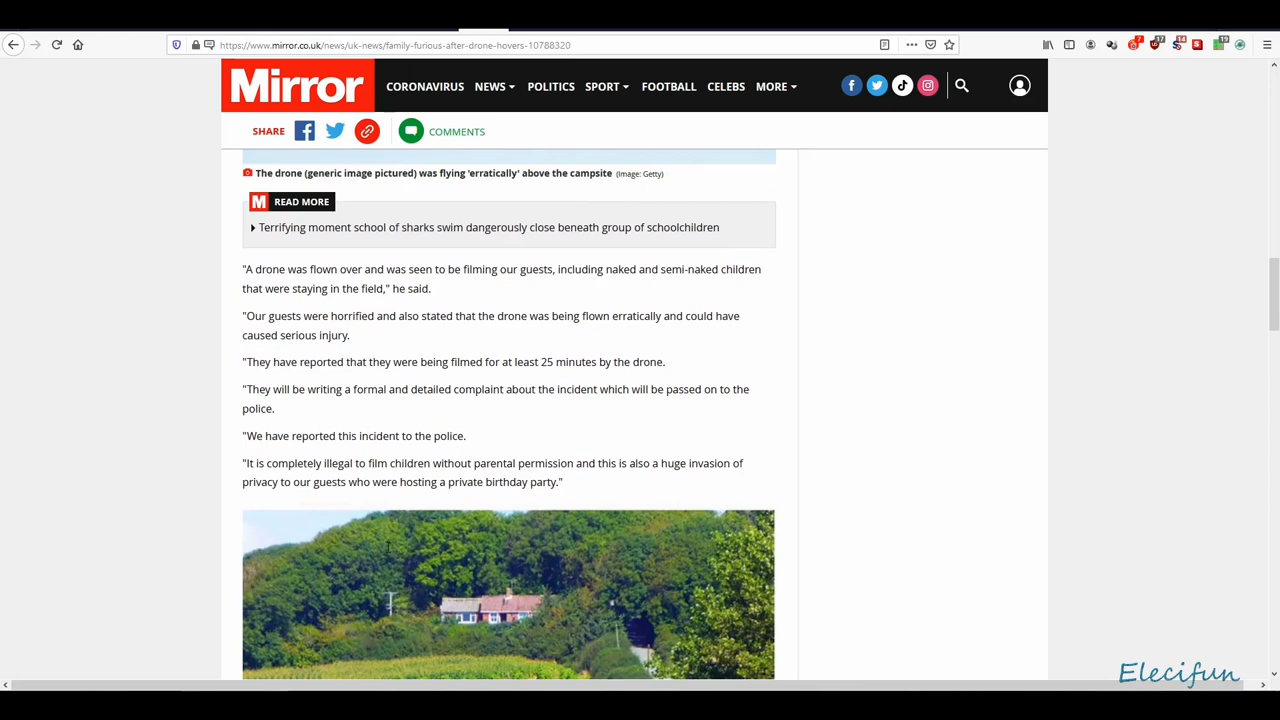 https://www.mirror.co.uk/news/uk-news/family-furious-after-drone-hovers-10788320
7
17
14
19
Mirror
CORONAVIRUS NEWS POLITICS SPORT FOOTBALL CELEBS MORE
SHARE COMMENTS
The drone (generic image pictured) was flying 'erratically' above the campsite (Image: Getty)
M READ MORE
Terrifying moment school of sharks swim dangerously close beneath group of schoolchildren
"A drone was flown over and was seen to be filming our guests, including naked and semi-naked children
that were staying in the field," he said.
"Our guests were horrified and also stated that the drone was being flown erratically and could have
caused serious injury.
"They have reported that they were being filmed for at least 25 minutes by the drone.
"They will be writing a formal and detailed complaint about the incident which will be passed on to the
police.
"We have reported this incident to the police.
"It is completely illegal to film children without parental permission and this is also a huge invasion of
privacy to our guests who were hosting a private birthday party."
Elecifun